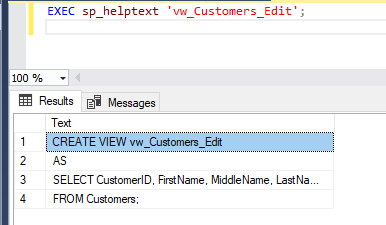 EXEC sp_helptext 'vw_Customers_Edit';
100 %
Results Messages
Text
1 CREATE VIEW vw_Customers_Edit
2 AS
3 SELECT CustomerID, FirstName, MiddleName, LastNa...
4 FROM Customers;